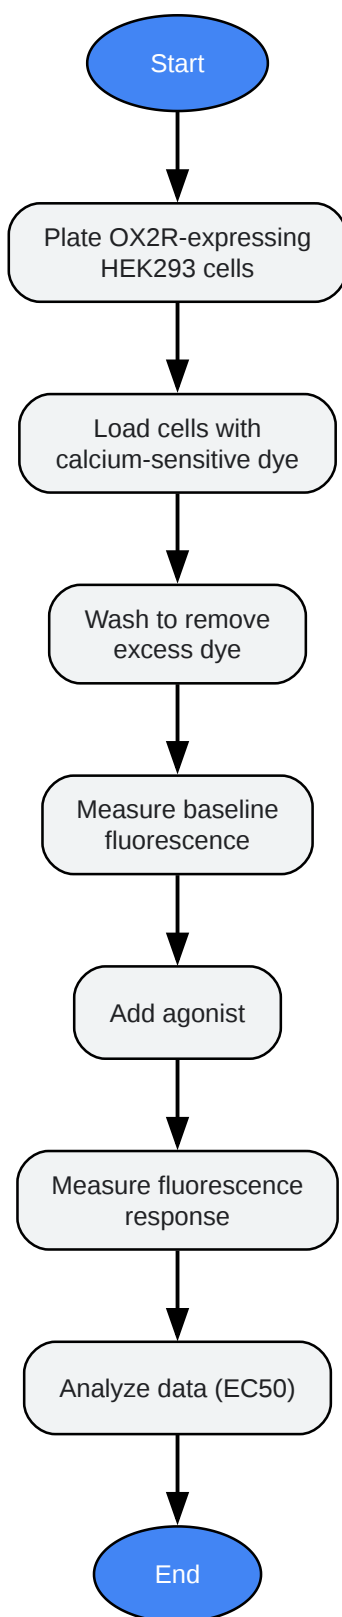 Start
Plate OX2R-expressing
HEK293 cells
Load cells with
calcium-sensitive dye
Wash to remove
excess dye
Measure baseline
fluorescence
Add agonist
Measure fluorescence
response
Analyze data (EC50)
End